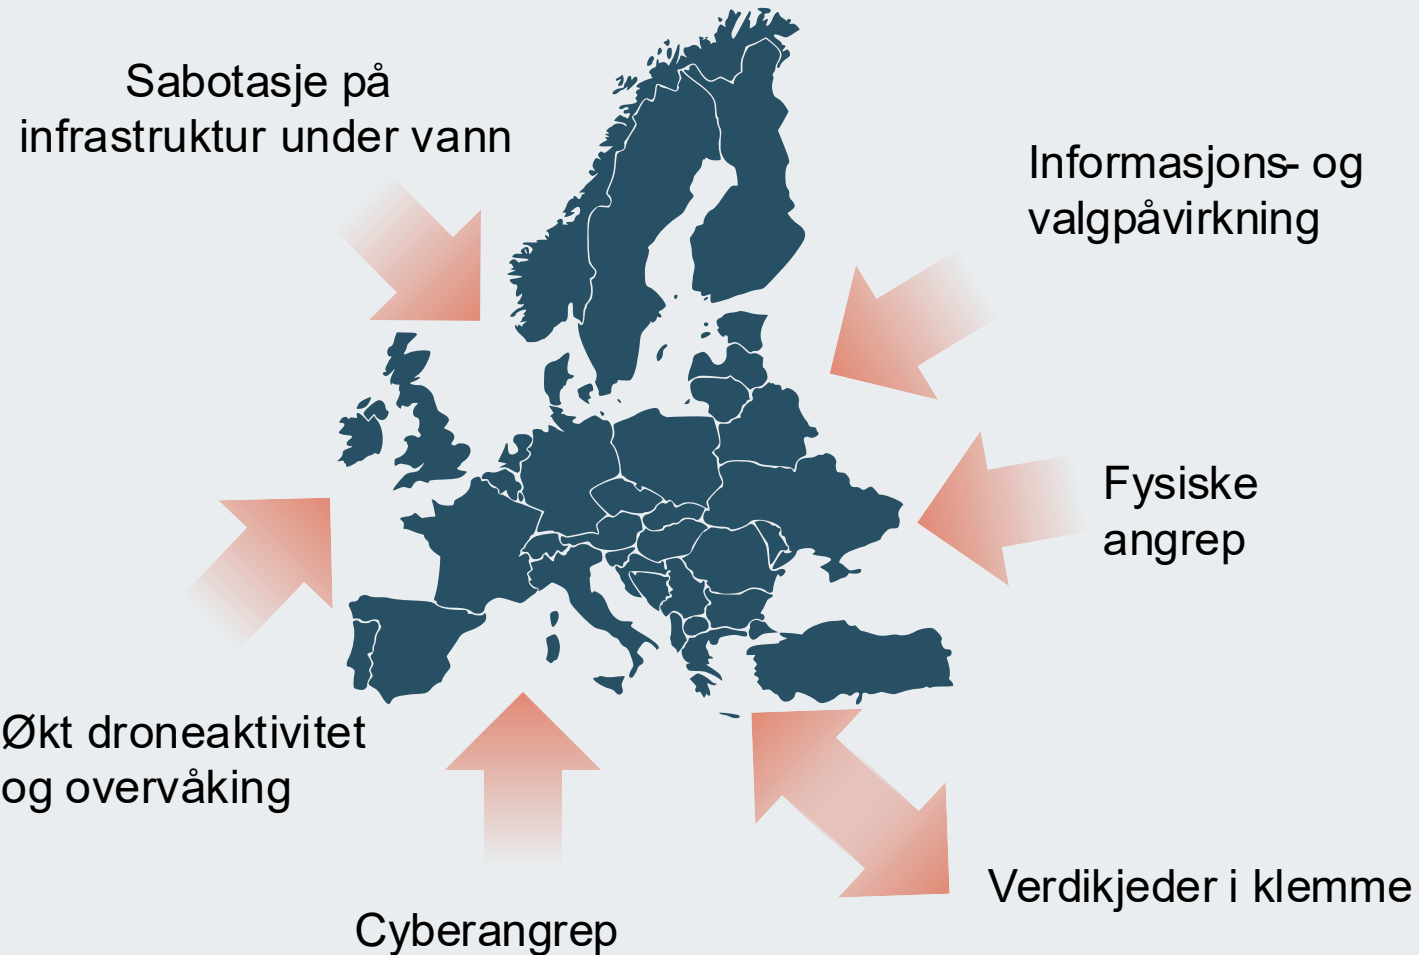 Sabotasje på
infrastruktur under vann
Informasjons- og
valgpåvirkning
Fysiske
angrep
Økt droneaktivitet
og overvåking
Verdikjeder i klemme
Cyberangrep